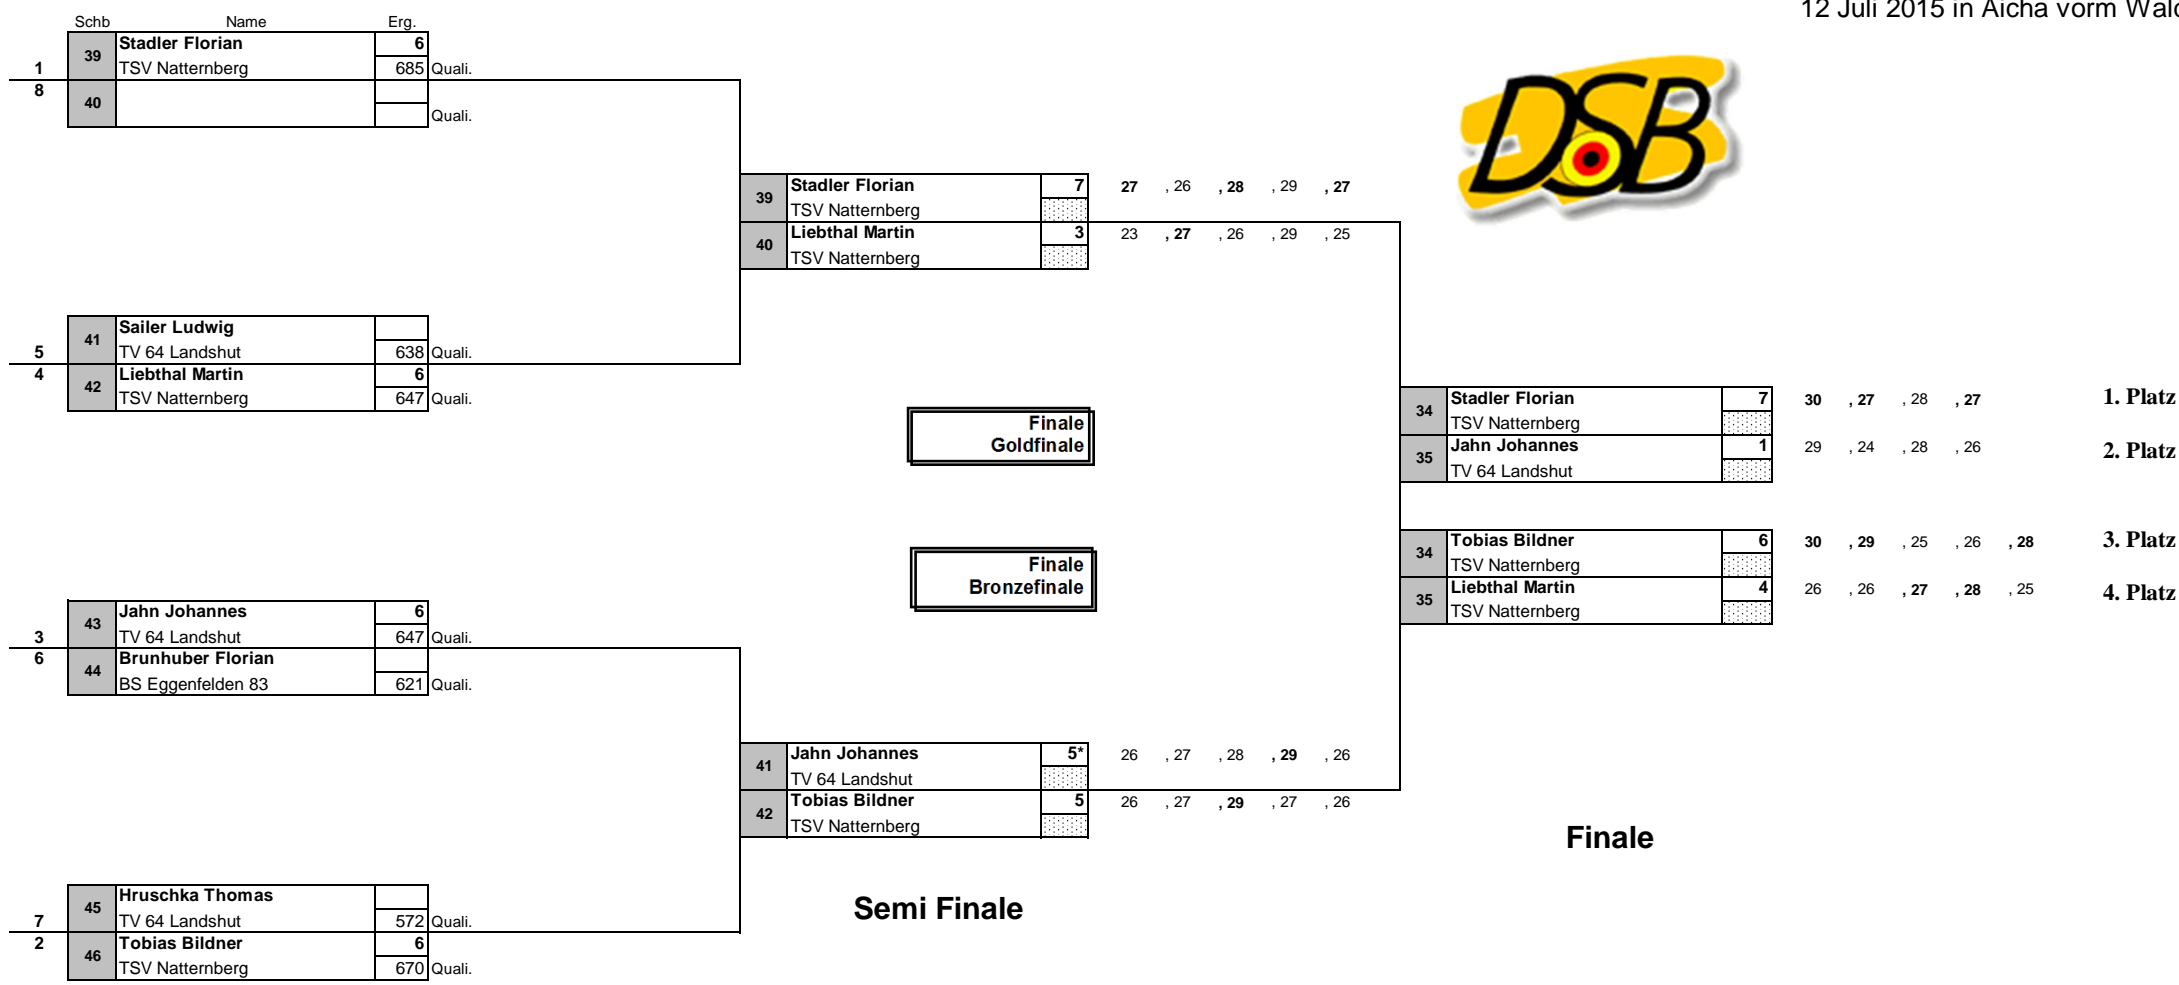 12 Juli 2015 in Aicha vorm
Schb Name Erg.
39 Stadler Florian 6
1 TSV Natternberg 685 Quali.
8 40
Quali.
39 Stadler Florian 7 27 , 26 , 28 , 29 , 27
TSV Natternberg
40 Liebthal Martin 3 23 , 27 , 26 , 29 , 25
TSV Natternberg
DSB
41 Sailer Ludwig
5 TV 64 Landshut 638 Quali.
4 42 Liebthal Martin 6
TSV Natternberg 647 Quali.
Finale
Goldfinale
34 Stadler Florian 7 30 , 27 , 28 , 27 1. Platz
TSV Natternberg
35 Jahn Johannes 1 29 , 24 , 28 , 26 2. Platz
TV 64 Landshut
Finale
Bronzefinale
34 Tobias Bildner 6 30 , 29 , 25 , 26 , 28 3. Platz
TSV Natternberg
35 Liebthal Martin 4 26 , 26 , 27 , 28 , 25 4. Platz
TSV Natternberg
43 Jahn Johannes 6
3 TV 64 Landshut 647 Quali.
6 44 Brunhuber Florian
BS Eggenfelden 83 621 Quali.
41 Jahn Johannes 5* 26 , 27 , 28 , 29 , 26
TV 64 Landshut
42 Tobias Bildner 5 26 , 27 , 29 , 27 , 26
TSV Natternberg
Finale
Semi Finale
45 Hruschka Thomas
7 TV 64 Landshut 572 Quali.
2 46 Tobias Bildner 6
TSV Natternberg 670 Quali.